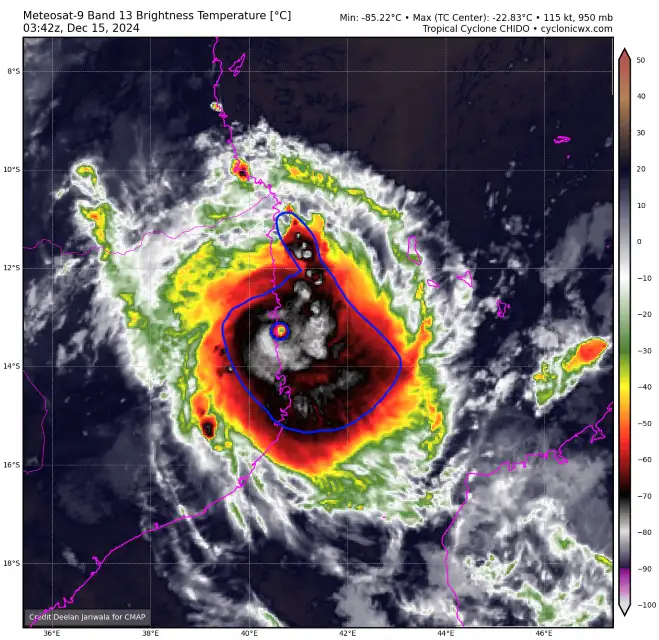 Meteosat-9 Band 13 Brightness Temperature [°C]
03:42z, Dec 15, 2024
Min: -85.22°C • Max (TC Center): -22.83°C • 115 kt, 950 mb
Tropical Cyclone CHIDO • cyclonicwx.com
8°S
10°S
12°S
14°S
16°S
18°S
36°E
38°E
40°E
42°E
44°E
46°E
50
40
30
20
10
0
−10
−20
−30
−40
−50
−60
−70
−80
−90
−100
Credit Deelan Jariwala for CMAP